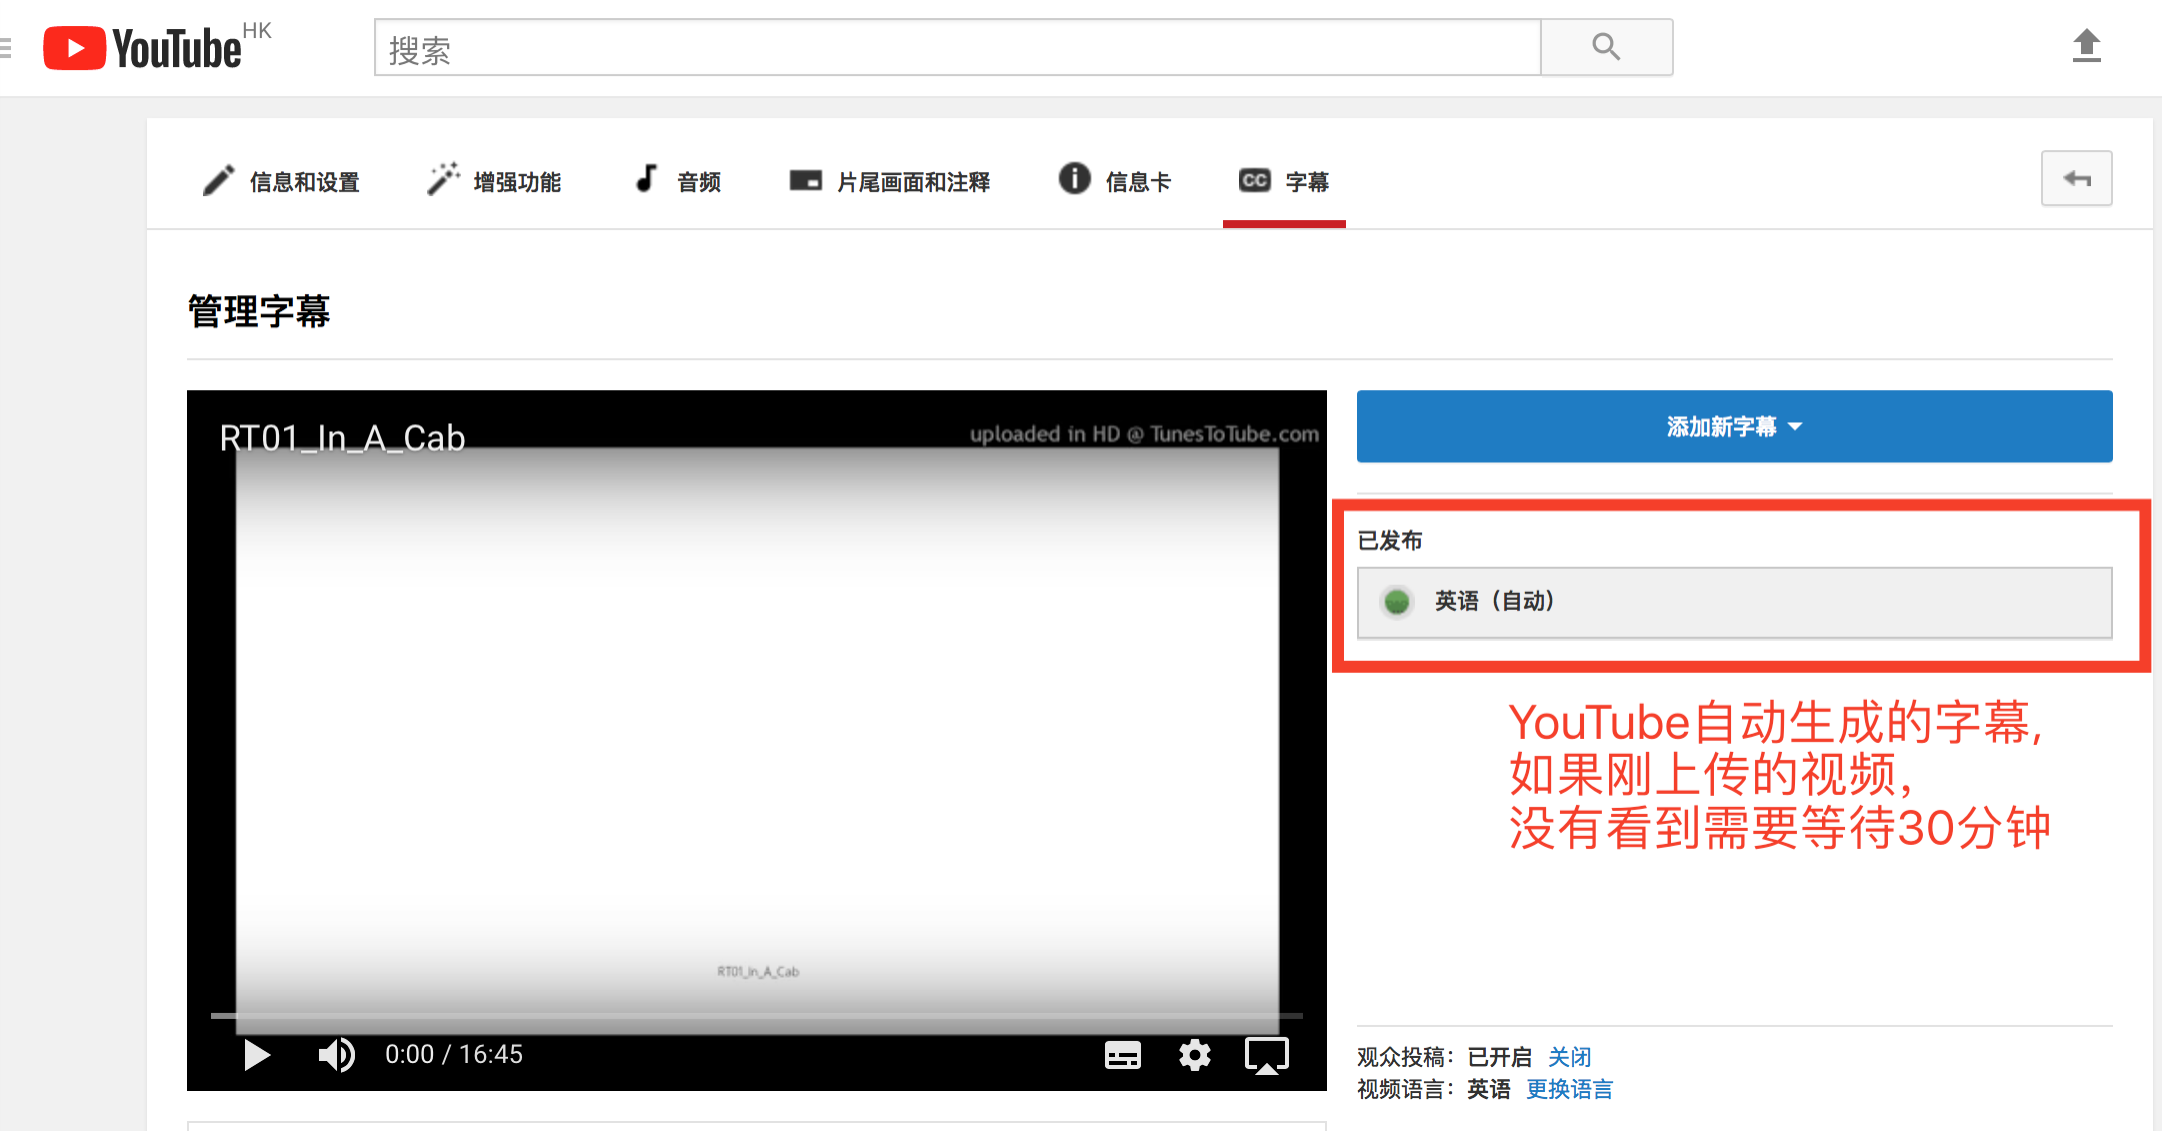 YouTube HK
搜索
信息和设置 增强功能 音频 片尾画面和注释 信息卡 CC 字幕
管理字幕
RT01_In_A_Cab
uploaded in HD @ TunesToTube.com
RT01_In_A_Cab
0:00 / 16:45
添加新字幕
已发布
英语（自动）
YouTube自动生成的字幕,
如果刚上传的视频，
没有看到需要等待30分钟
观众投稿：已开启 关闭
视频语言：英语 更换语言